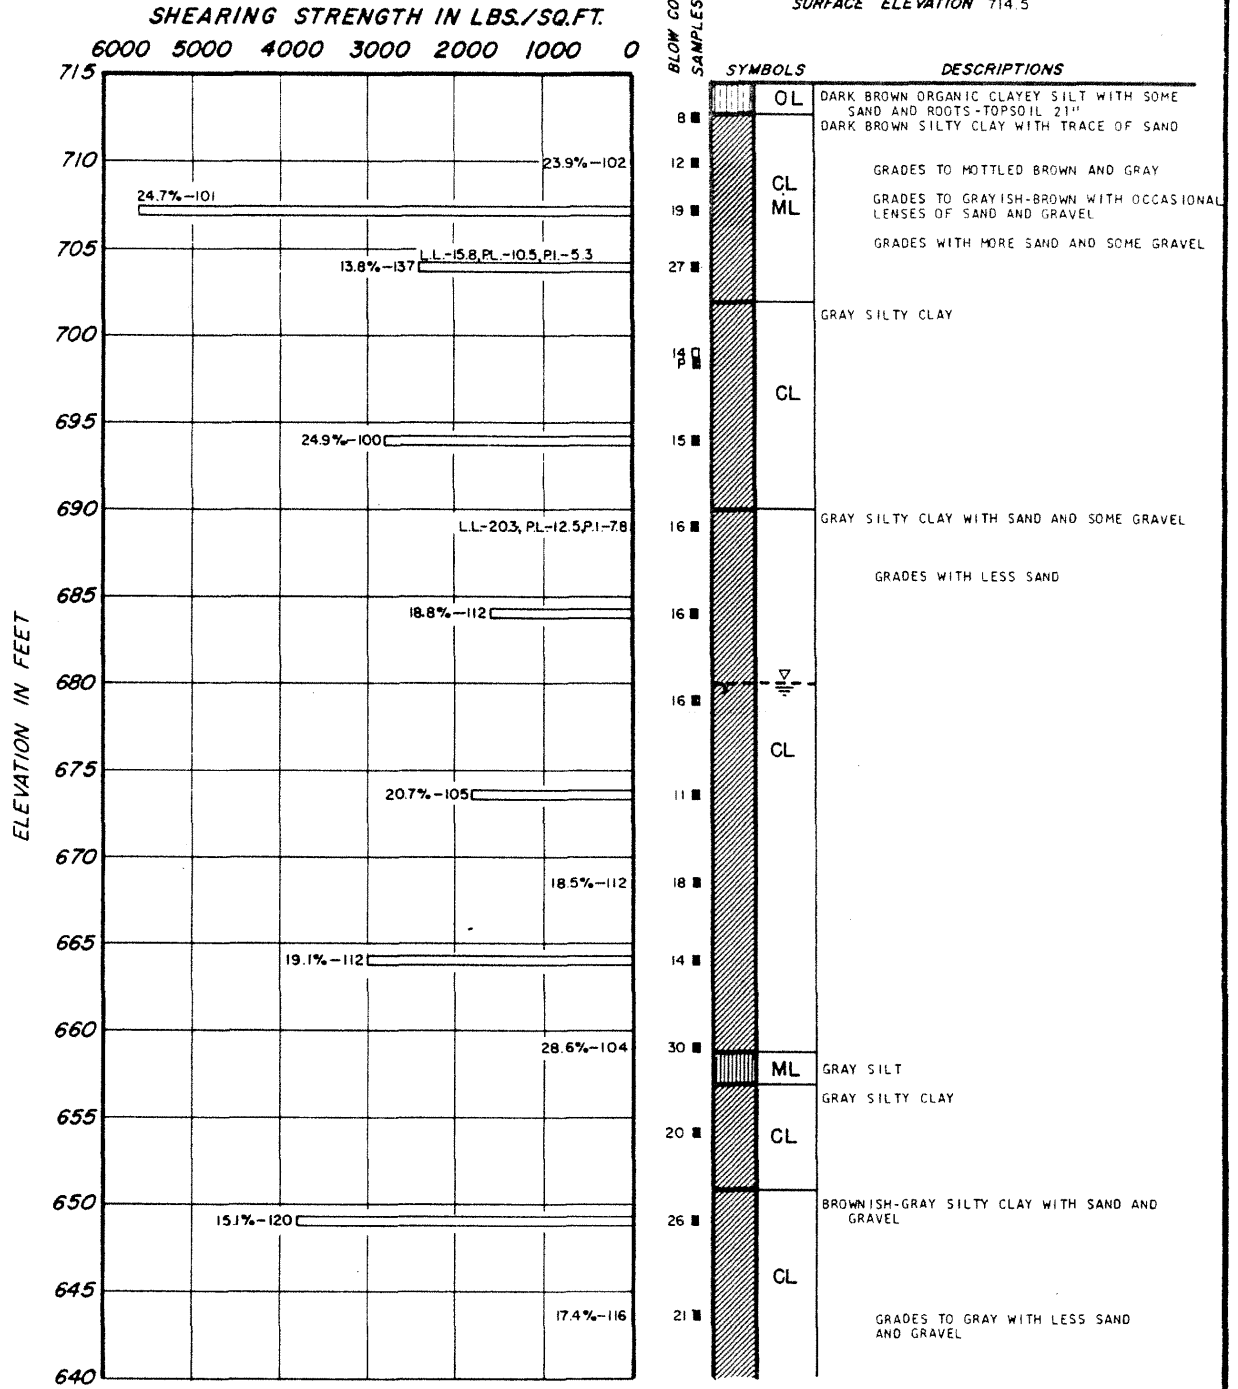 SHEARING STRENGTH IN LBS./SQ.FT.
6000 5000 4000 3000 2000 1000 0
BLOW CO
SAMPLES
SURFACE ELEVATION 714.5
SYMBOLS DESCRIPTIONS
ELEVATION IN FEET
715
OL DARK BROWN ORGANIC CLAYEY SILT WITH SOME
SAND AND ROOTS-TOPSOIL 21"
8
DARK BROWN SILTY CLAY WITH TRACE OF SAND
710
23.9%-102
12
GRADES TO MOTTLED BROWN AND GRAY
CL
ML
24.7%-101
19
GRADES TO GRAYISH-BROWN WITH OCCASIONAL
LENSES OF SAND AND GRAVEL
705
L.L.-15.8, P.L.-10.5, P.I.-5.3
13.8%-137
27
GRADES WITH MORE SAND AND SOME GRAVEL
GRAY SILTY CLAY
700
14
P
CL
695
24.9%-100
15
690
L.L.-20.3, P.L.-12.5, P.I.-7.8
16
GRAY SILTY CLAY WITH SAND AND SOME GRAVEL
GRADES WITH LESS SAND
685
18.8%-112
16
680
16
CL
675
20.7%-105
11
670
18.5%-112
18
665
19.1%-112
14
660
28.6%-104
30
ML GRAY SILT
GRAY SILTY CLAY
655
20
CL
650
BROWNISH-GRAY SILTY CLAY WITH SAND AND
GRAVEL
15.1%-120
26
CL
645
17.4%-116
21
GRADES TO GRAY WITH LESS SAND
AND GRAVEL
640